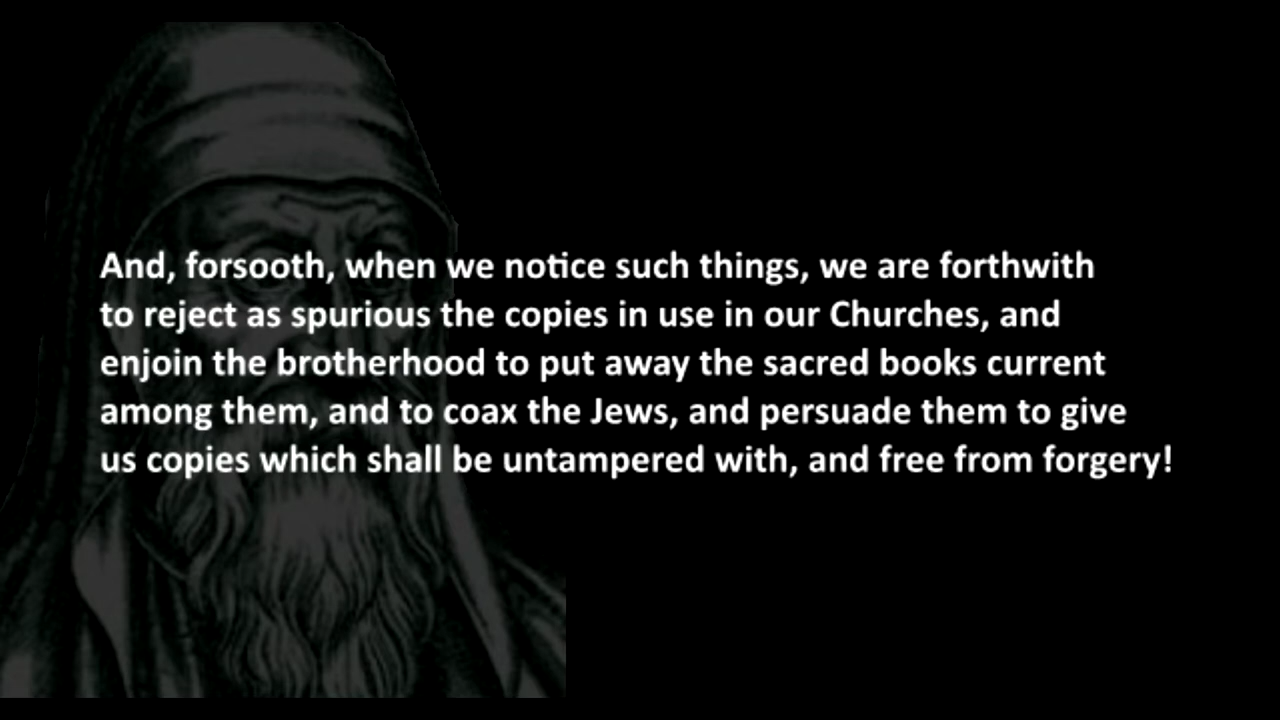 And, forsooth, when we notice such things, we are forthwith
to reject as spurious the copies in use in our Churches, and
enjoin the brotherhood to put away the sacred books current
among them, and to coax the Jews, and persuade them to give
us copies which shall be untampered with, and free from forgery!